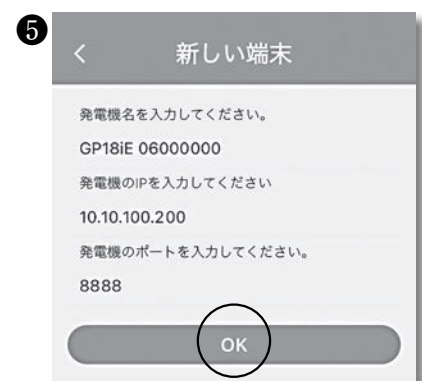 ❺
< 新しい端末
発電機名を入力してください。
GP18iE 06000000
発電機のIPを入力してください
10.10.100.200
発電機のポートを入力してください。
8888
OK